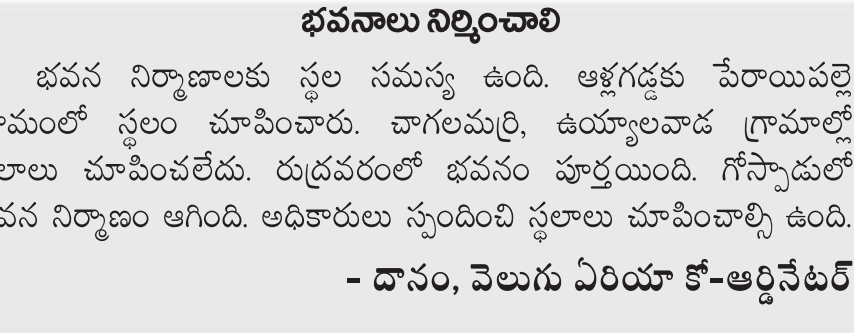 భవనాలు నిర్మించాలి
భవన నిర్మాణాలకు స్థల సమస్య ఉంది. ఆళ్లగడ్డకు పేరాయిపల్లె
ామంలో స్థలం చూపించారు. చాగలమర్రి, ఉయ్యాలవాడ గ్రామాల్లో
లాలు చూపించలేదు. రుద్రవరంలో భవనం పూర్తయింది. గోస్పాడులో
వన నిర్మాణం ఆగింది. అధికారులు స్పందించి స్థలాలు చూపించాల్సి ఉంది.
- దానం, వెలుగు ఏరియా కో-ఆర్డినేటర్